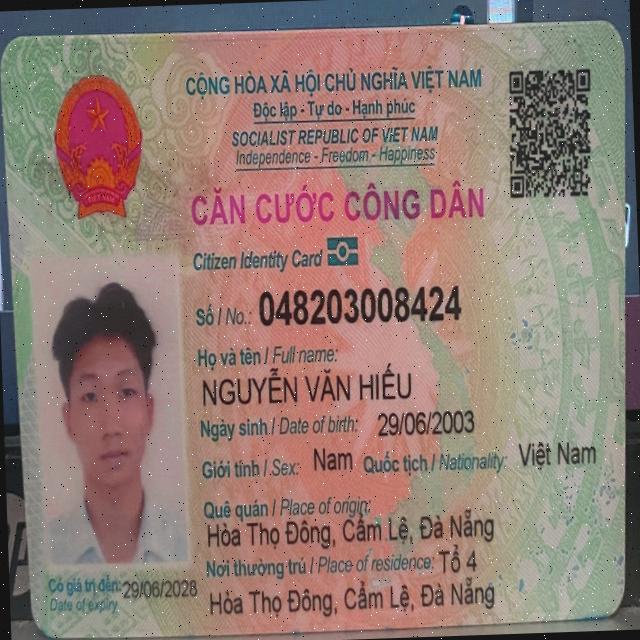 CỘNG HÒA XÃ HỘI CHỦ NGHĨA VIỆT NAM
Độc lập - Tự do - Hạnh phúc
SOCIALIST REPUBLIC OF VIET NAM
Independence - Freedom - Happiness
CĂN CƯỚC CÔNG DÂN
Citizen Identity Card
Số / No.: 048203008424
Họ và tên / Full name:
NGUYỄN VĂN HIẾU
Ngày sinh / Date of birth: 29/06/2003
Giới tính / Sex: Nam Quốc tịch / Nationality: Việt Nam
Quê quán / Place of origin:
Hòa Thọ Đông, Cẩm Lệ, Đà Nẵng
Nơi thường trú / Place of residence: Tổ 4
Hòa Thọ Đông, Cẩm Lệ, Đà Nẵng
Có giá trị đến: 29/06/2028
Date of expiry